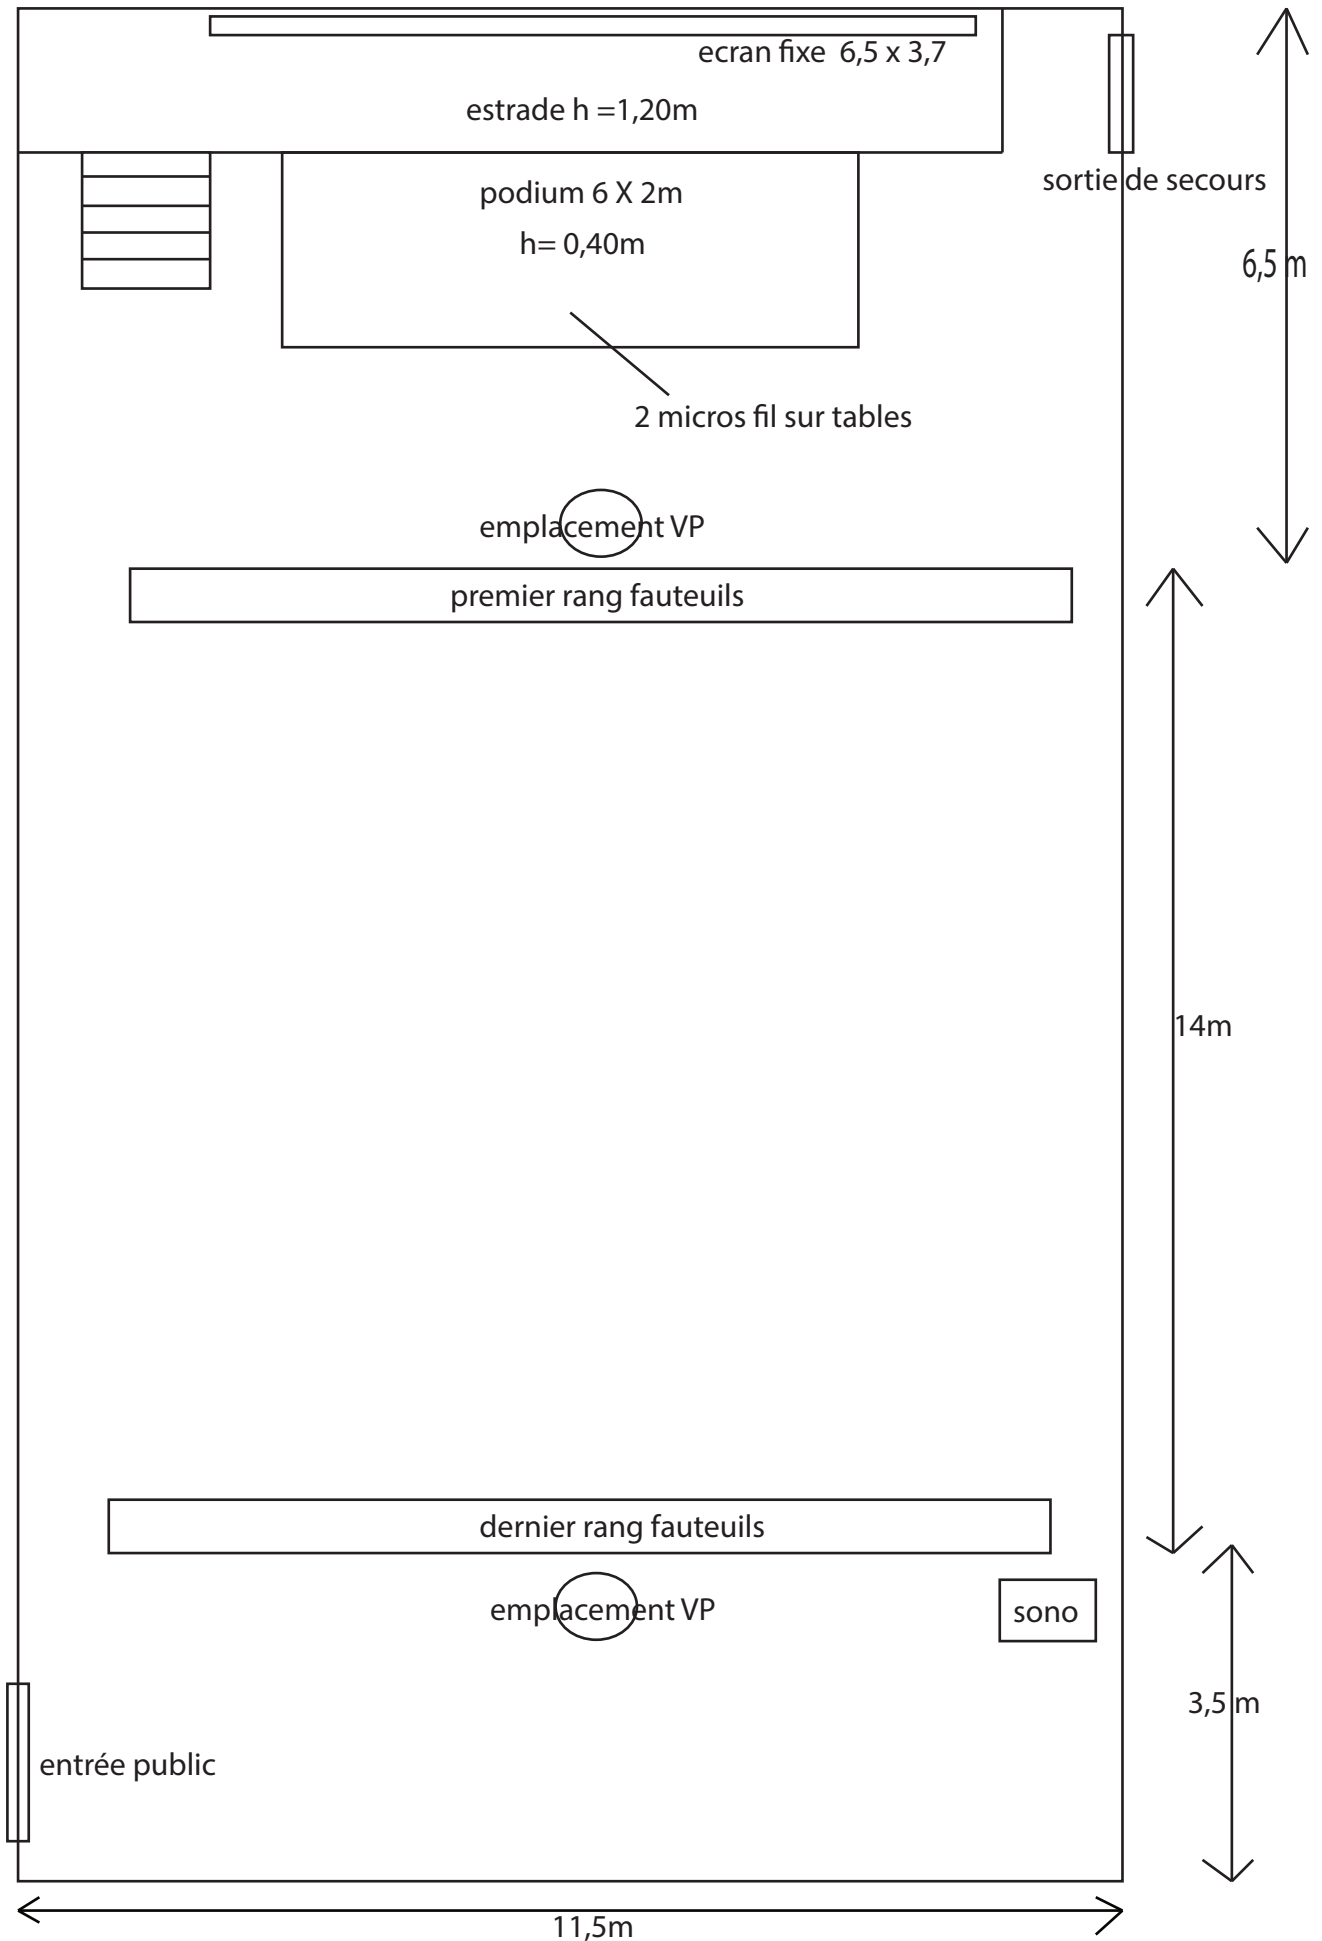 ecran fixe  6,5 x 3,7
estrade h =1,20m
sortie de secours
podium 6 X 2m
h= 0,40m
6,5 m
2 micros fil sur tables
emplacement VP
premier rang fauteuils
14m
dernier rang fauteuils
emplacement VP
sono
3,5 m
entrée public
11,5m